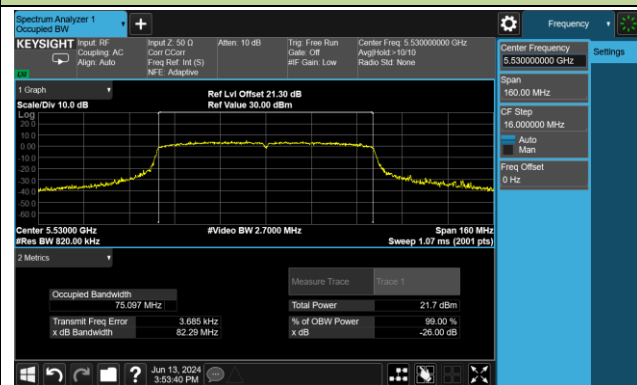 Spectrum Analyzer 1
Occupied BW
+
Frequency
KEYSIGHT
Input: RF
Coupling: AC
Align: Auto
Input Z: 50 Ω
Corr CCorr
Freq Ref: Int (S)
NFE: Adaptive
Atten: 10 dB
Trig: Free Run
Gate: Off
#IF Gain: Low
Center Freq: 5.530000000 GHz
Avg|Hold:>10/10
Radio Std: None
1 Graph
Scale/Div 10.0 dB
Ref Lvl Offset 21.30 dB
Ref Value 30.00 dBm
Log
20.0
10.0
0.00
-10.0
-20.0
-30.0
-40.0
-50.0
-60.0
Center 5.53000 GHz
#Res BW 820.00 kHz
#Video BW 2.7000 MHz
Span 160 MHz
Sweep 1.07 ms (2001 pts)
2 Metrics
Measure Trace
Trace 1
Occupied Bandwidth
75.097 MHz
Total Power
21.7 dBm
Transmit Freq Error
3.685 kHz
% of OBW Power
99.00 %
x dB Bandwidth
82.29 MHz
x dB
-26.00 dB
Jun 13, 2024
3:53:40 PM
Center Frequency
5.530000000 GHz
Settings
Span
160.00 MHz
CF Step
16.000000 MHz
Auto
Man
Freq Offset
0 Hz